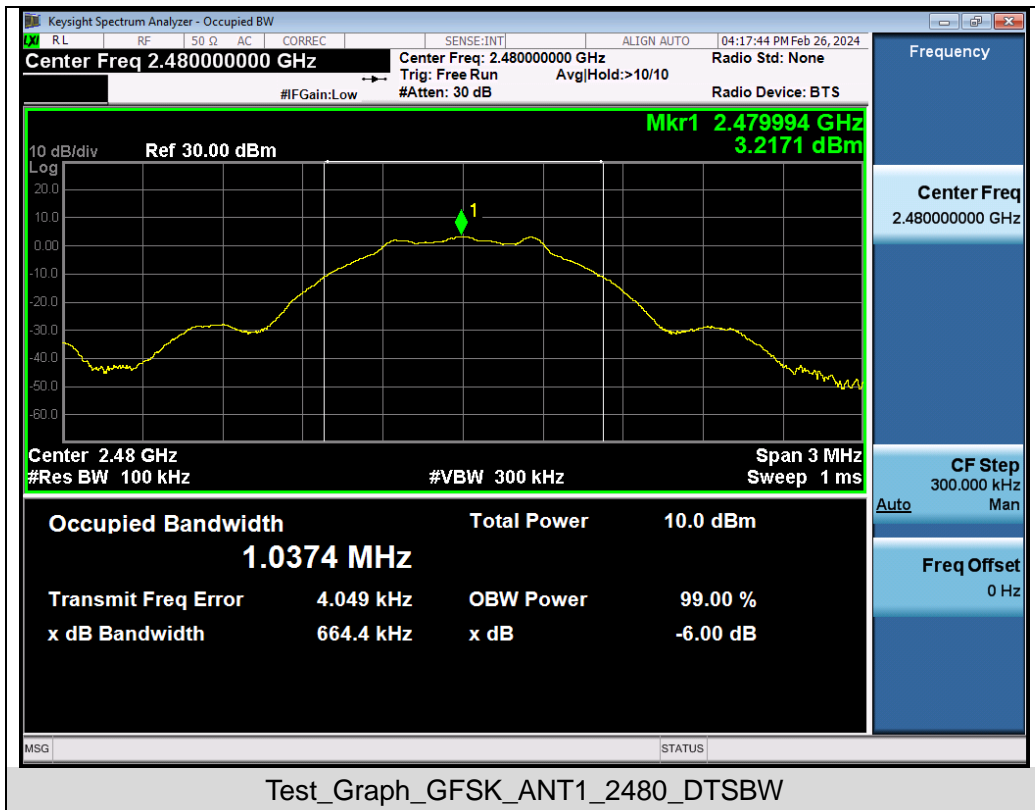 Keysight Spectrum Analyzer - Occupied BW
LXI RL RF 50 Ω AC CORREC SENSE:INT ALIGN AUTO 04:17:44 PM Feb 26, 2024
Center Freq 2.480000000 GHz
Center Freq: 2.480000000 GHz Radio Std: None
Trig: Free Run Avg|Hold:>10/10
#IFGain:Low #Atten: 30 dB Radio Device: BTS
Mkr1 2.479994 GHz
3.2171 dBm
10 dB/div Ref 30.00 dBm
Log
20.0
10.0
1
0.00
-10.0
-20.0
-30.0
-40.0
-50.0
-60.0
Center 2.48 GHz Span 3 MHz
#Res BW 100 kHz #VBW 300 kHz Sweep 1 ms
Occupied Bandwidth Total Power 10.0 dBm
1.0374 MHz
Transmit Freq Error 4.049 kHz OBW Power 99.00 %
x dB Bandwidth 664.4 kHz x dB -6.00 dB
MSG STATUS
Frequency
Center Freq
2.480000000 GHz
CF Step
300.000 kHz
Auto Man
Freq Offset
0 Hz
Test_Graph_GFSK_ANT1_2480_DTSBW